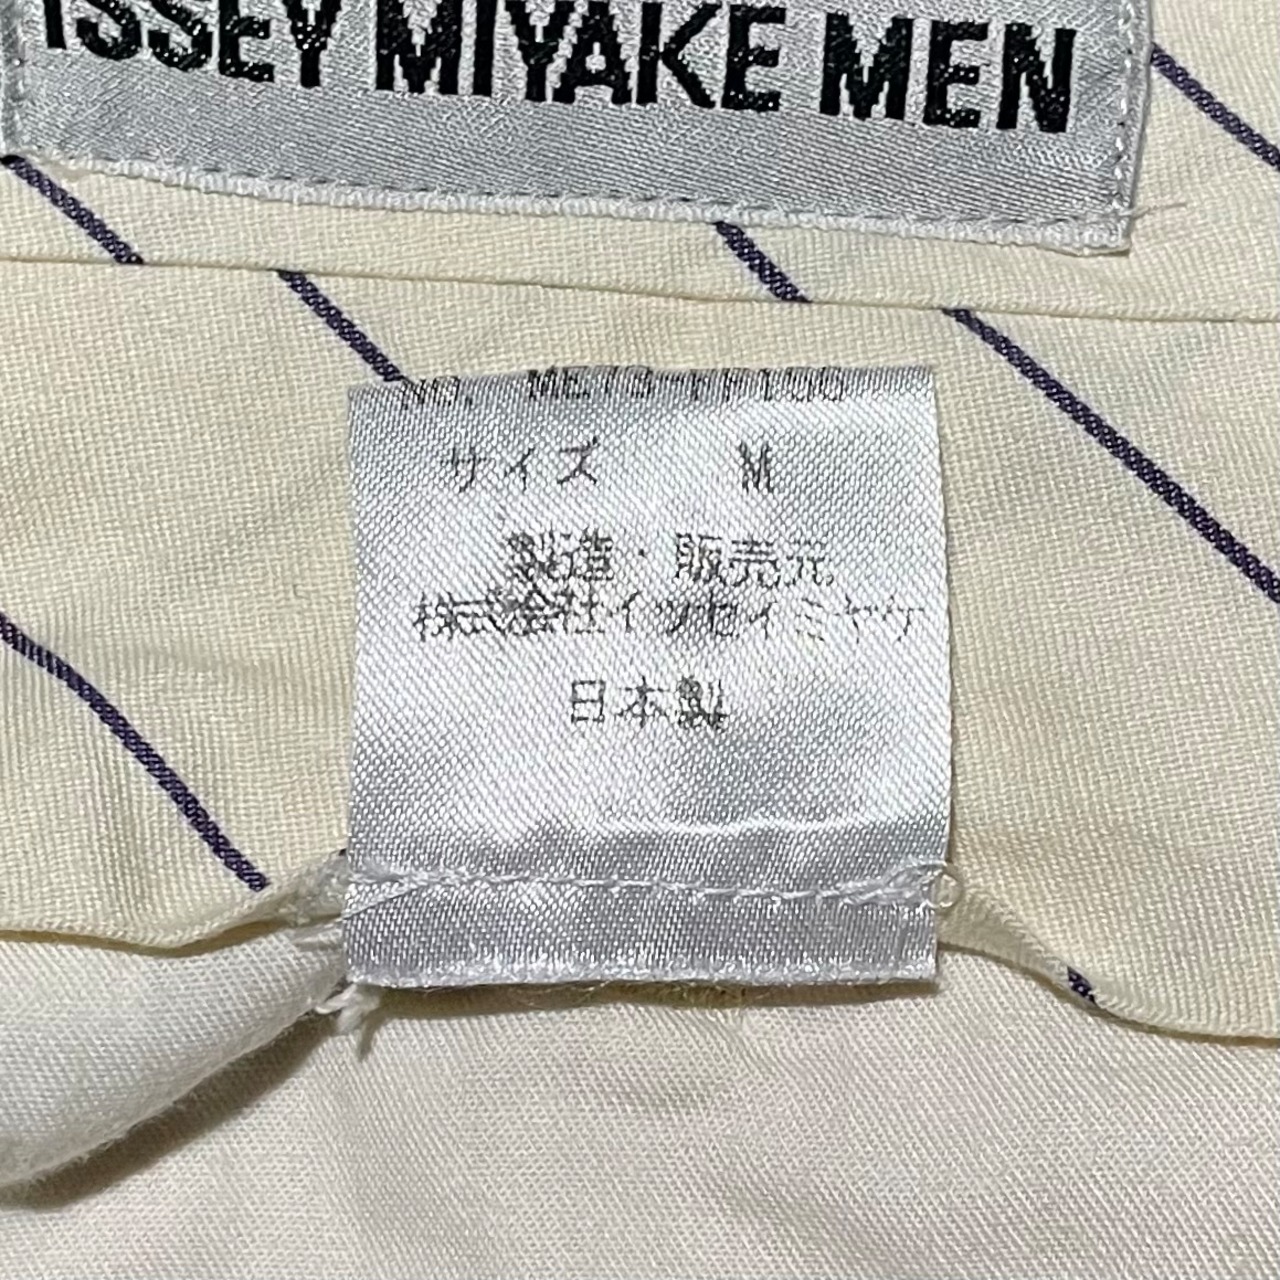 ISSEY MIYAKE MEN
NO.
サイズ M
製造・販売元
株式会社イッセイミヤケ
日本製